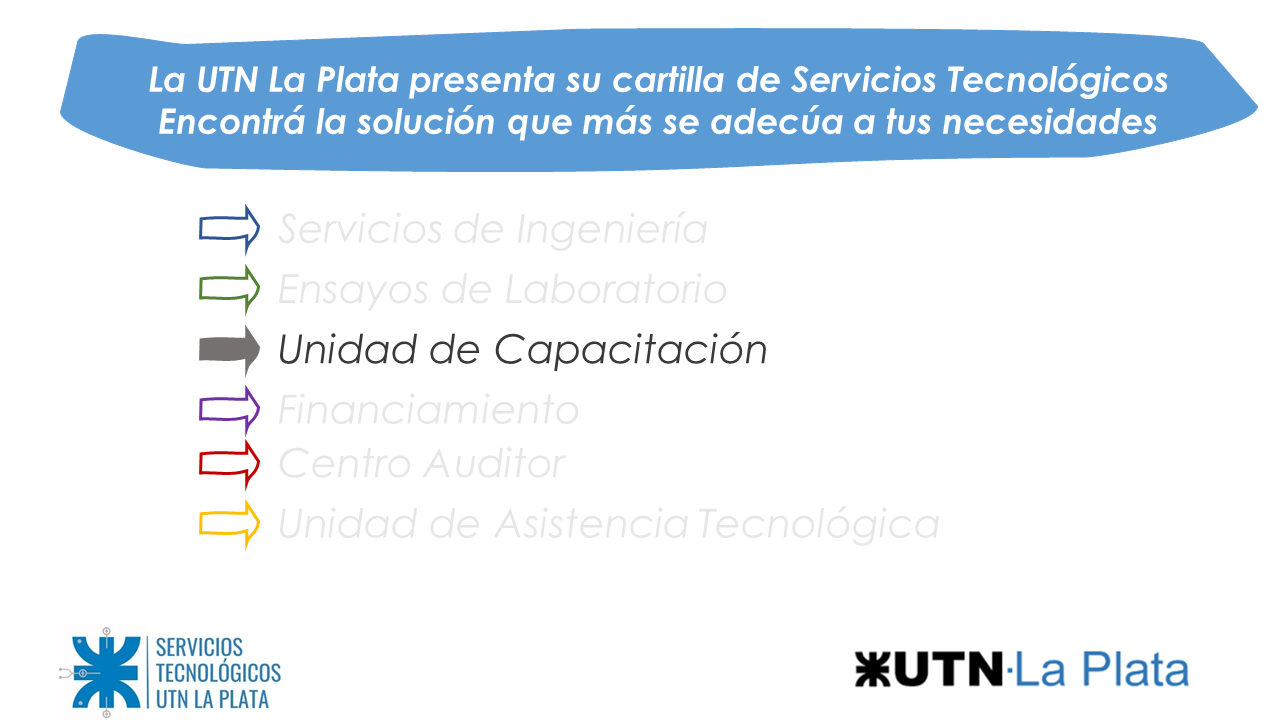 La UTN La Plata presenta su cartilla de Servicios Tecnológicos
Encontrá la solución que más se adecúa a tus necesidades
Servicios de Ingeniería
Ensayos de Laboratorio
Unidad de Capacitación
Financiamiento
Centro Auditor
Unidad de Asistencia Tecnológica
SERVICIOS
TECNOLÓGICOS
UTN LA PLATA
UTN·La Plata